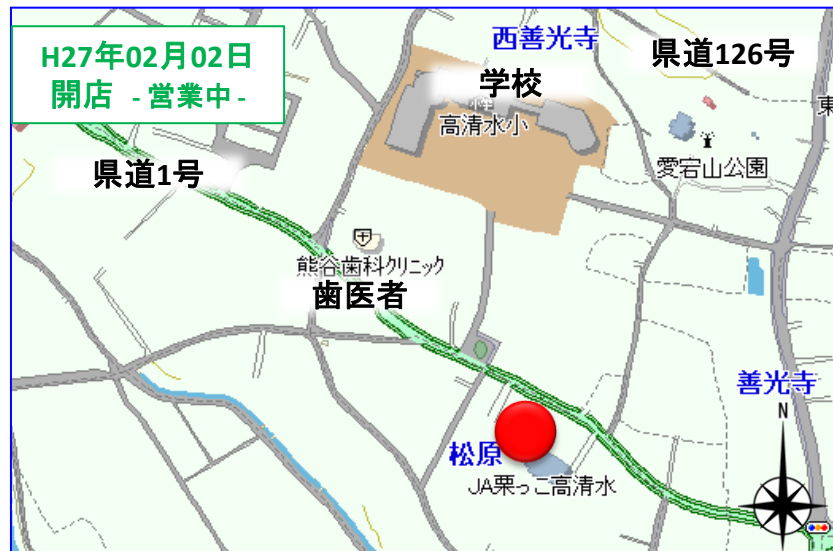 H27年02月02日
開店 - 営業中 -
西善光寺
県道126号
学校
小学
高清水小
東
愛宕山公園
県道1号
熊谷歯科クリニック
歯医者
善光寺
N
松原
JA栗っこ高清水